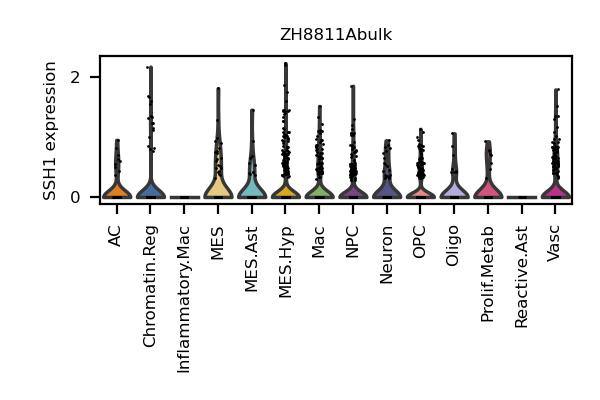 ZH8811Abulk
SSH1 expression
2
0
AC
Chromatin.Reg
Inflammatory.Mac
MES
MES.Ast
MES.Hyp
Mac
NPC
Neuron
OPC
Oligo
Prolif.Metab
Reactive.Ast
Vasc